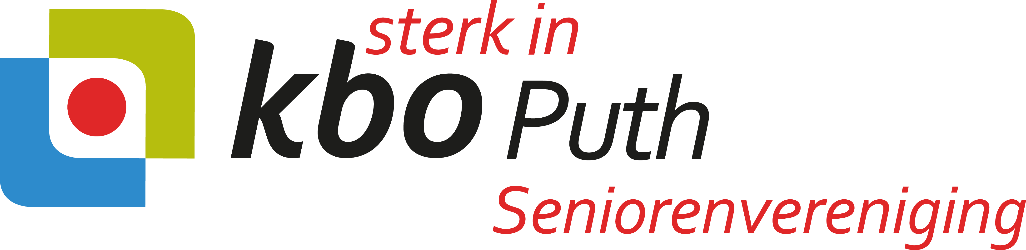 sterk in
kbo Puth
Seniorenvereniging